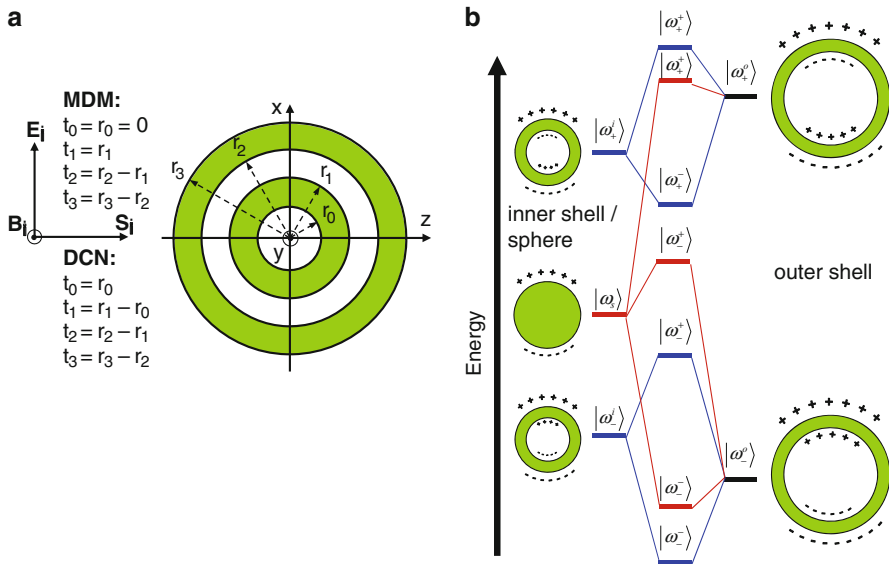 a
MDM:
t₀ = r₀ = 0
t₁ = r₁
t₂ = r₂ − r₁
t₃ = r₃ − r₂
Eᵢ
Bᵢ
Sᵢ
DCN:
t₀ = r₀
t₁ = r₁ − r₀
t₂ = r₂ − r₁
t₃ = r₃ − r₂
x
r₃
r₂
r₁
r₀
y
z
b
Energy
|ω₊⁺⟩
|ω₊⁺⟩
|ω₊ᵒ⟩
|ω₊ⁱ⟩
|ω₊⁻⟩
inner shell /
sphere
|ω₋⁺⟩
outer shell
|ωₛ⟩
|ω₋⁺⟩
|ω₋ⁱ⟩
|ω₋ᵒ⟩
|ω₋⁻⟩
|ω₋⁻⟩